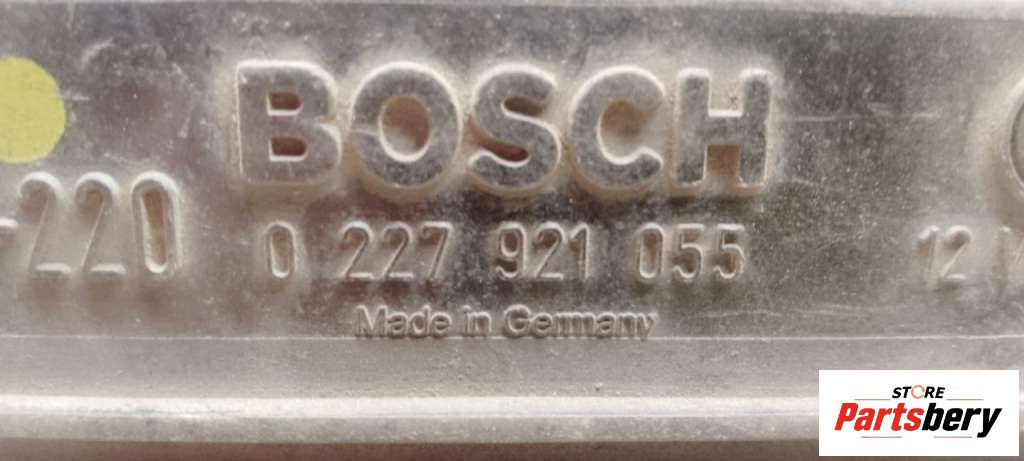 BOSCH
-220 0 227 921 055 12
Made in Germany
STORE
Partsbery